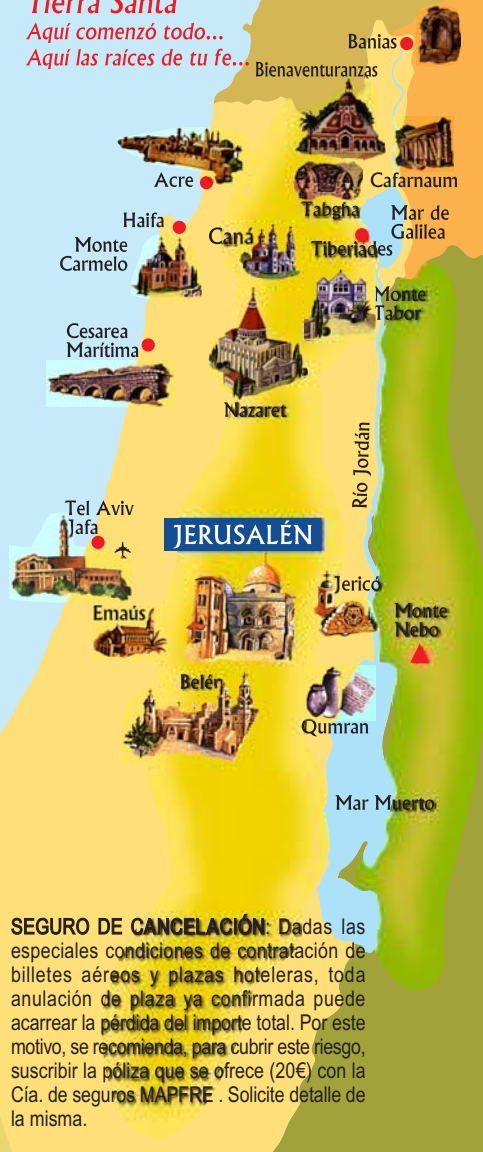 Tierra Santa
Aquí comenzó todo...
Aquí las raíces de tu fe...
Banias
Bienaventuranzas
Acre
Cafarnaum
Tabgha
Haifa
Mar de
Galilea
Caná
Monte
Carmelo
Tiberiades
Monte
Tabor
Cesarea
Marítima
Nazaret
Río Jordán
Tel Aviv
Jafa
JERUSALÉN
Jericó
Emaús
Monte
Nebo
Belén
Qumran
Mar Muerto
SEGURO DE CANCELACIÓN: Dadas las
especiales condiciones de contratación de
billetes aéreos y plazas hoteleras, toda
anulación de plaza ya confirmada puede
acarrear la pérdida del importe total. Por este
motivo, se recomienda, para cubrir este riesgo,
suscribir la póliza que se ofrece (20€) con la
Cía. de seguros MAPFRE . Solicite detalle de
la misma.